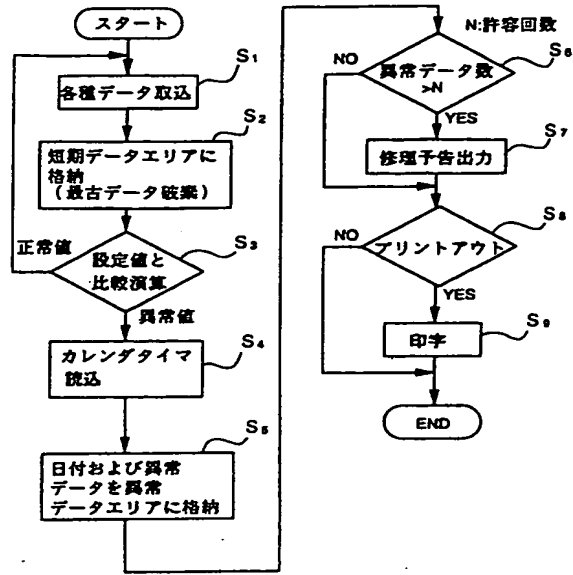 スタート
S1
各種データ取込
S2
短期データエリアに
格納
(最古データ破棄)
正常値
S3
設定値と
比較演算
異常値
S4
カレンダタイマ
読込
S5
日付および異常
データを異常
データエリアに格納
N:許容回数
S6
NO
異常データ数
>N
YES
S7
修理予告出力
S8
NO
プリントアウト
YES
S9
印字
END